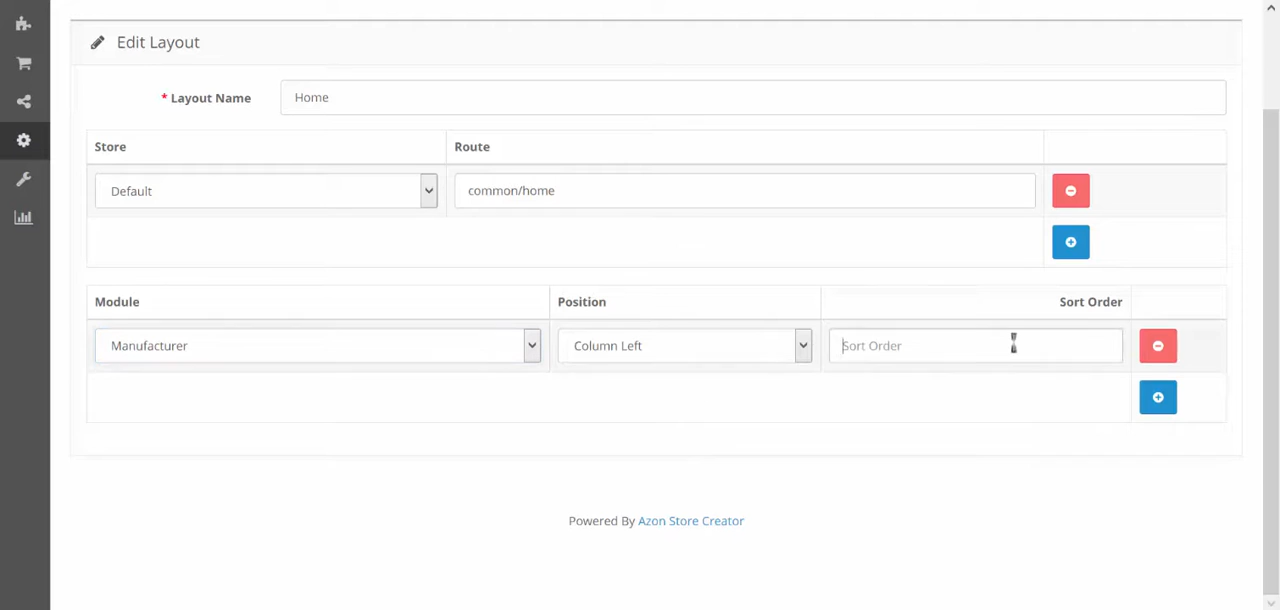 Edit Layout
* Layout Name
Home
Store Route
Default common/home
Module Position Sort Order
Manufacturer Column Left Sort Order
Powered By Azon Store Creator